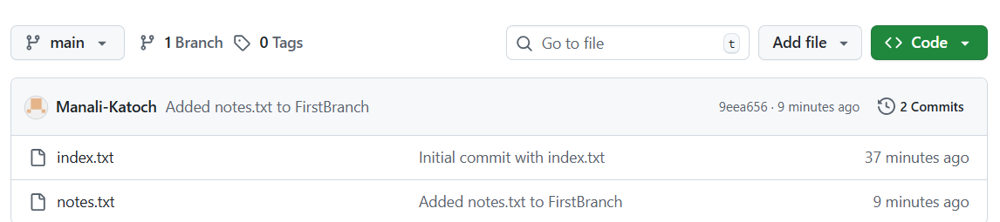 main 1 Branch 0 Tags Go to file t Add file Code
Manali-Katoch Added notes.txt to FirstBranch 9eea656 · 9 minutes ago 2 Commits
index.txt Initial commit with index.txt 37 minutes ago
notes.txt Added notes.txt to FirstBranch 9 minutes ago